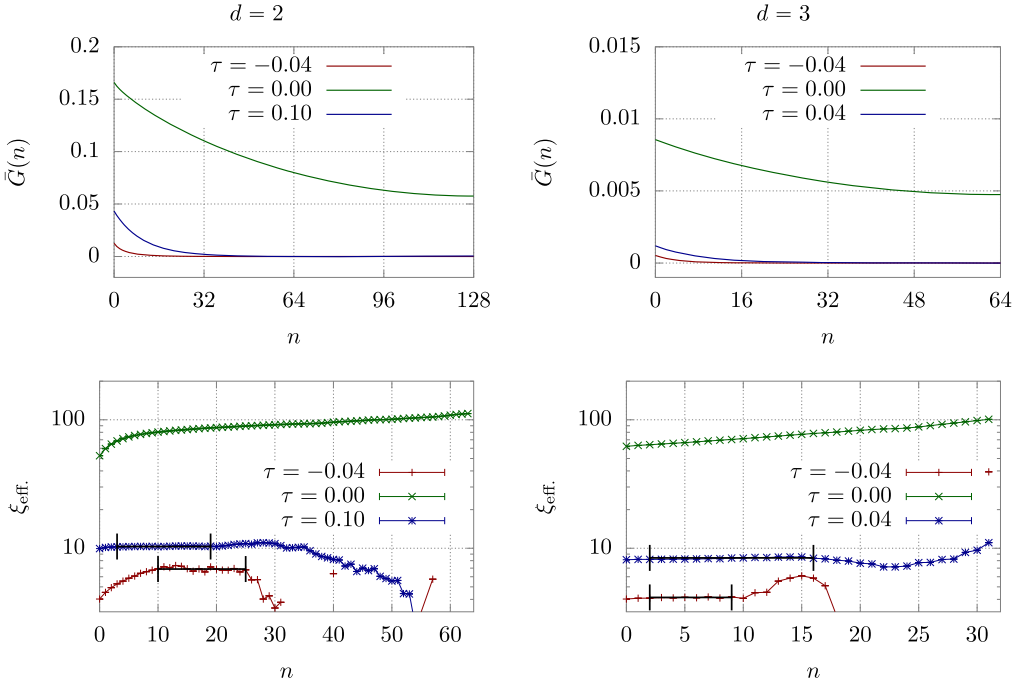 d = 2
d = 3
0.2
0.15
0.1
0.05
0
Ḡ(n)
τ = −0.04
τ = 0.00
τ = 0.10
0 32 64 96 128
n
0.015
0.01
0.005
0
Ḡ(n)
τ = −0.04
τ = 0.00
τ = 0.04
0 16 32 48 64
n
100
10
ξeff.
τ = −0.04
τ = 0.00
τ = 0.10
0 10 20 30 40 50 60
n
100
10
ξeff.
τ = −0.04
τ = 0.00
τ = 0.04
0 5 10 15 20 25 30
n